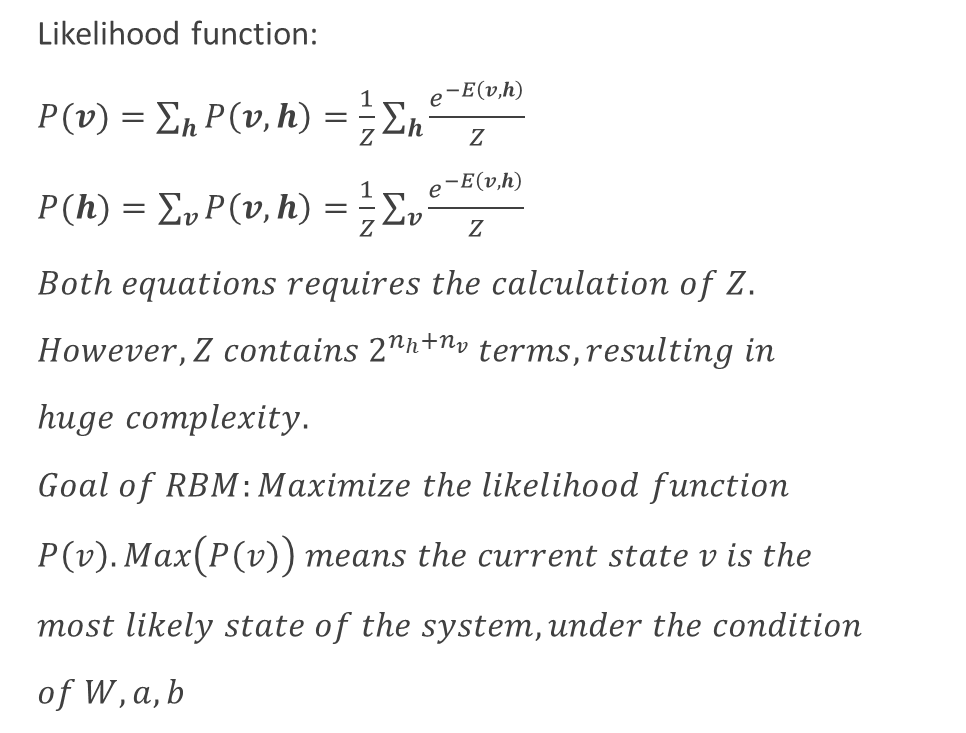 Likelihood function:
P(v) = ∑_h P(v, h) = 1/Z ∑_h e^{−E(v,h)}/Z
P(h) = ∑_v P(v, h) = 1/Z ∑_v e^{−E(v,h)}/Z
Both equations requires the calculation of Z.
However, Z contains 2^{n_h+n_v} terms, resulting in
huge complexity.
Goal of RBM: Maximize the likelihood function
P(v). Max(P(v)) means the current state v is the
most likely state of the system, under the condition
of W, a, b